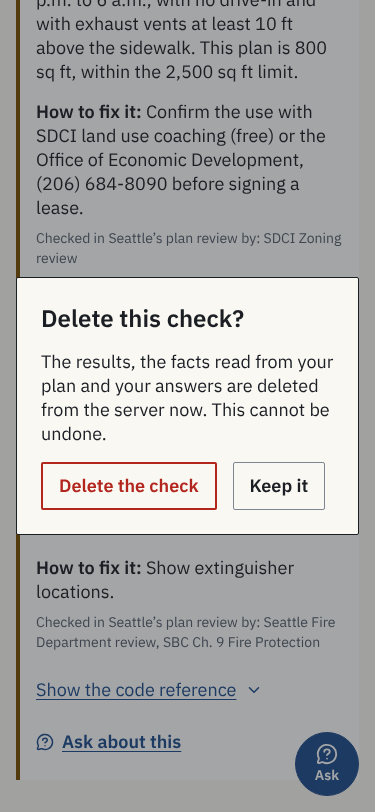 p.m. to 6 a.m., with no drive-in and
with exhaust vents at least 10 ft
above the sidewalk. This plan is 800
sq ft, within the 2,500 sq ft limit.
How to fix it: Confirm the use with
SDCI land use coaching (free) or the
Office of Economic Development,
(206) 684-8090 before signing a
lease.
Checked in Seattle’s plan review by: SDCI Zoning
review
Delete this check?
The results, the facts read from your
plan and your answers are deleted
from the server now. This cannot be
undone.
Delete the check
Keep it
How to fix it: Show extinguisher
locations.
Checked in Seattle’s plan review by: Seattle Fire
Department review, SBC Ch. 9 Fire Protection
Show the code reference
Ask about this
Ask